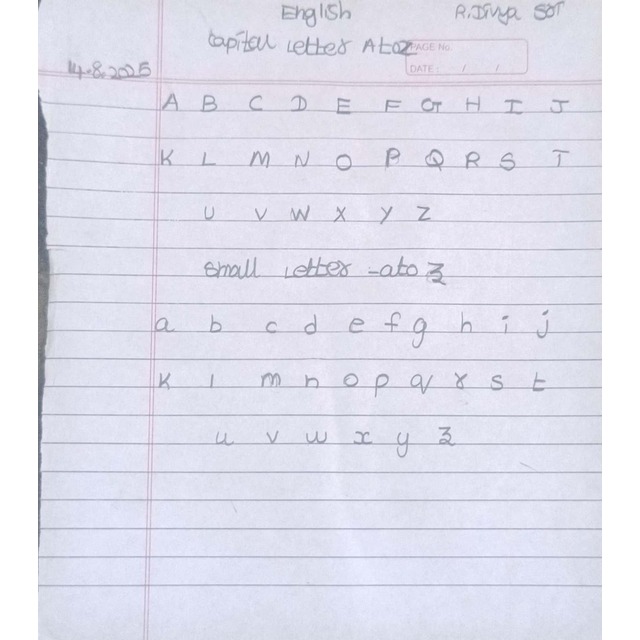 English R.Divya SGT
Capital Letter A to Z
PAGE No.
DATE: / /
14.8.2025
A B C D E F G H I J
K L M N O P Q R S T
U V W X Y Z
Small Letter - a to z
a b c d e f g h i j
k l m n o p q r s t
u v w x y z